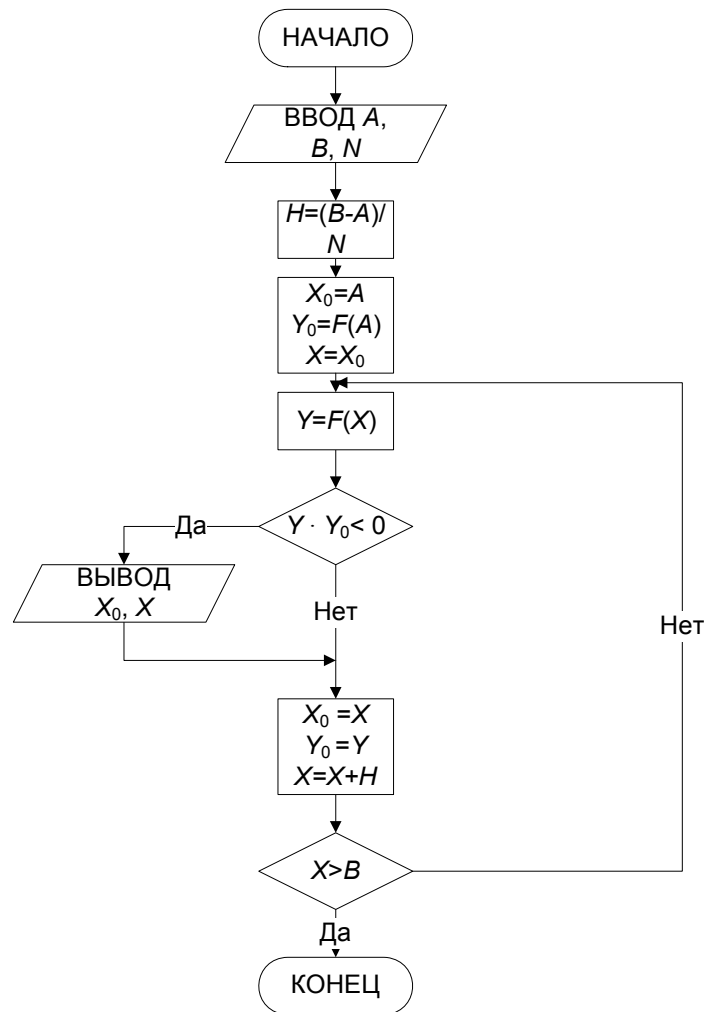 НАЧАЛО
ВВОД A,
B, N
H=(B-A)/
N
X₀=A
Y₀=F(A)
X=X₀
Y=F(X)
Y · Y₀< 0
Да
ВЫВОД
X₀, X
Нет
Нет
X₀ =X
Y₀ =Y
X=X+H
X>B
Да
КОНЕЦ